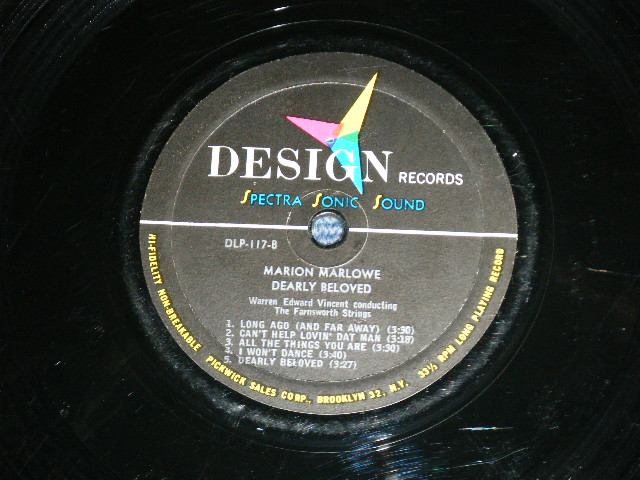 DESIGN RECORDS
SPECTRA SONIC SOUND
DLP-117-B
MARION MARLOWE
DEARLY BELOVED
Warren Edward Vincent conducting
The Farnsworth Strings
1. LONG AGO (AND FAR AWAY) (3:30)
2. CAN'T HELP LOVIN' DAT MAN (3:18)
3. ALL THE THINGS YOU ARE (3:30)
4. I WON'T DANCE (3:40)
5. DEARLY BELOVED (3:27)
HI-FIDELITY NON-BREAKABLE PICKWICK SALES CORP., BROOKLYN 32, N.Y. 33⅓ RPM LONG PLAYING RECORD